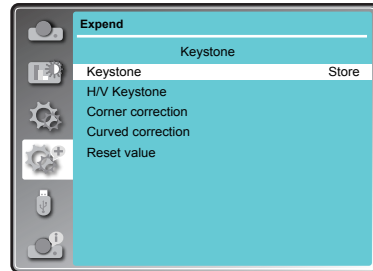 Expend
Keystone
Keystone Store
H/V Keystone
Corner correction
Curved correction
Reset value